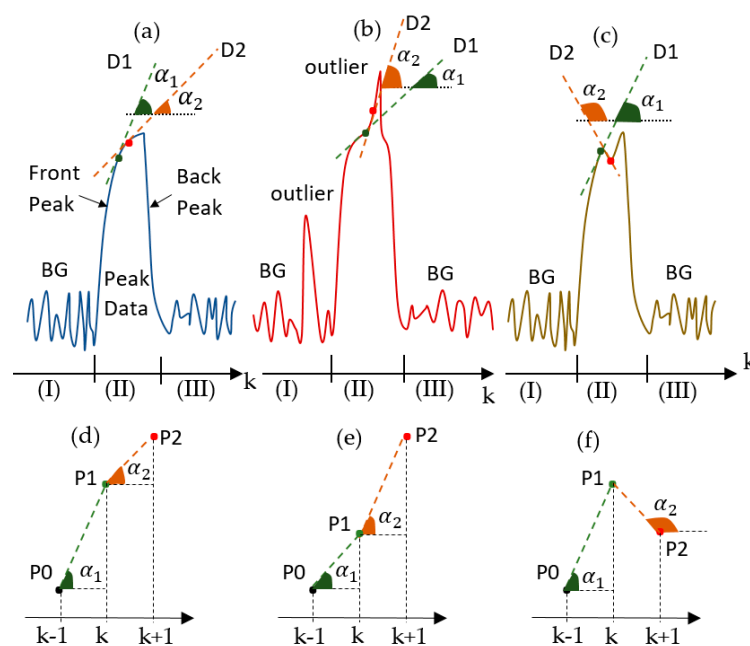 (a)
D1
D2
α₁
α₂
Front
Peak
Back
Peak
BG
Peak
Data
BG
(I)
(II)
(III)
k
(b)
D2
D1
outlier
α₂
α₁
outlier
BG
BG
(I)
(II)
(III)
k
(c)
D2
D1
α₂
α₁
BG
BG
(I)
(II)
(III)
k
(d)
P2
P1
α₂
P0
α₁
k-1
k
k+1
(e)
P2
P1
α₂
P0
α₁
k-1
k
k+1
(f)
P1
α₂
P2
P0
α₁
k-1
k
k+1